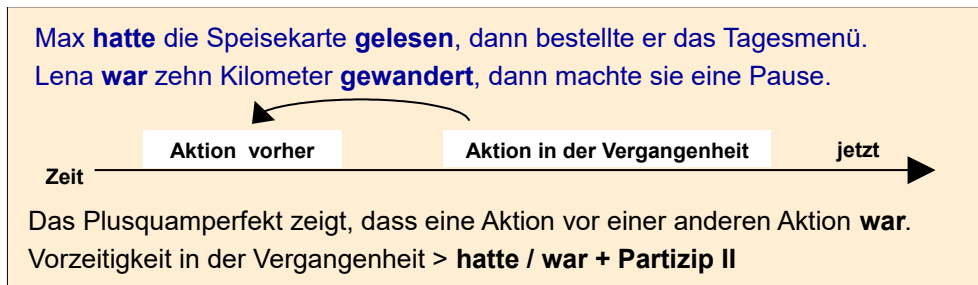 Max hatte die Speisekarte gelesen, dann bestellte er das Tagesmenü.
Lena war zehn Kilometer gewandert, dann machte sie eine Pause.
Aktion vorher Aktion in der Vergangenheit jetzt
Zeit
Das Plusquamperfekt zeigt, dass eine Aktion vor einer anderen Aktion war.
Vorzeitigkeit in der Vergangenheit > hatte / war + Partizip II